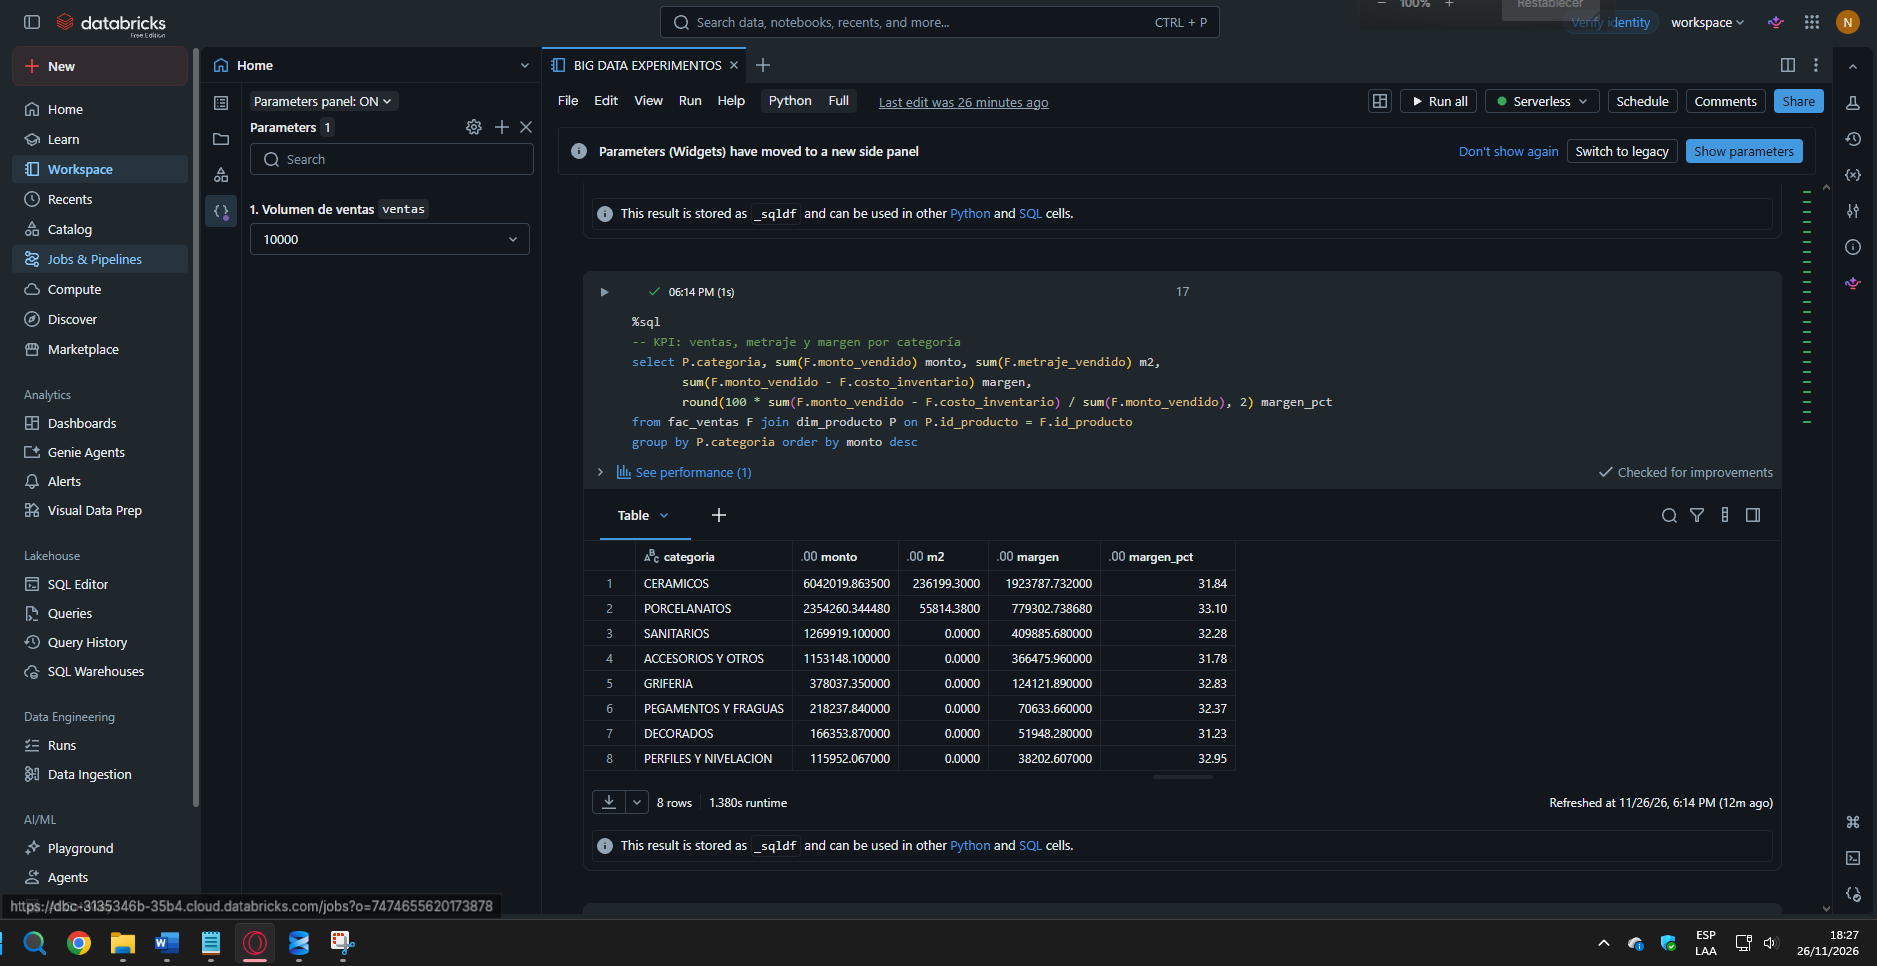 databricks
Free Edition
Search data, notebooks, recents, and more...
CTRL + P
100%
Restablecer
Verify identity
workspace
N
New
Home
Learn
Workspace
Recents
Catalog
Jobs & Pipelines
Compute
Discover
Marketplace
Analytics
Dashboards
Genie Agents
Alerts
Visual Data Prep
Lakehouse
SQL Editor
Queries
Query History
SQL Warehouses
Data Engineering
Runs
Data Ingestion
AI/ML
Playground
Agents
https://dbc-3135346b-35b4.cloud.databricks.com/jobs?o=7474655620173878
Home
Parameters panel: ON
Parameters 1
Search
1. Volumen de ventas ventas
10000
BIG DATA EXPERIMENTOS
File Edit View Run Help Python Full Last edit was 26 minutes ago
Run all Serverless Schedule Comments Share
Parameters (Widgets) have moved to a new side panel
Don't show again Switch to legacy Show parameters
This result is stored as _sqldf and can be used in other Python and SQL cells.
06:14 PM (1s)
17
%sql
-- KPI: ventas, metraje y margen por categoría
select P.categoria, sum(F.monto_vendido) monto, sum(F.metraje_vendido) m2,
sum(F.monto_vendido - F.costo_inventario) margen,
round(100 * sum(F.monto_vendido - F.costo_inventario) / sum(F.monto_vendido), 2) margen_pct
from fac_ventas F join dim_producto P on P.id_producto = F.id_producto
group by P.categoria order by monto desc
See performance (1)
Checked for improvements
Table
categoria .00 monto .00 m2 .00 margen .00 margen_pct
1 CERAMICOS 6042019.863500 236199.3000 1923787.732000 31.84
2 PORCELANATOS 2354260.344480 55814.3800 779302.738680 33.10
3 SANITARIOS 1269919.100000 0.0000 409885.680000 32.28
4 ACCESORIOS Y OTROS 1153148.100000 0.0000 366475.960000 31.78
5 GRIFERIA 378037.350000 0.0000 124121.890000 32.83
6 PEGAMENTOS Y FRAGUAS 218237.840000 0.0000 70633.660000 32.37
7 DECORADOS 166353.870000 0.0000 51948.280000 31.23
8 PERFILES Y NIVELACION 115952.067000 0.0000 38202.607000 32.95
8 rows 1.380s runtime
Refreshed at 11/26/26, 6:14 PM (12m ago)
This result is stored as _sqldf and can be used in other Python and SQL cells.
ESP
LAA
18:27
26/11/2026